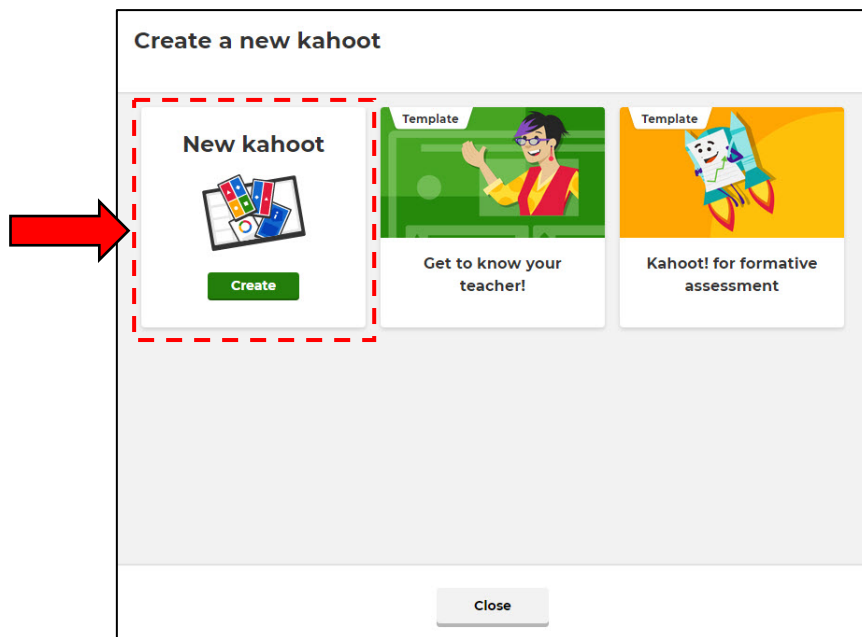 Create a new kahoot
New kahoot
Create
Template
Get to know your
teacher!
Template
Kahoot! for formative
assessment
Close